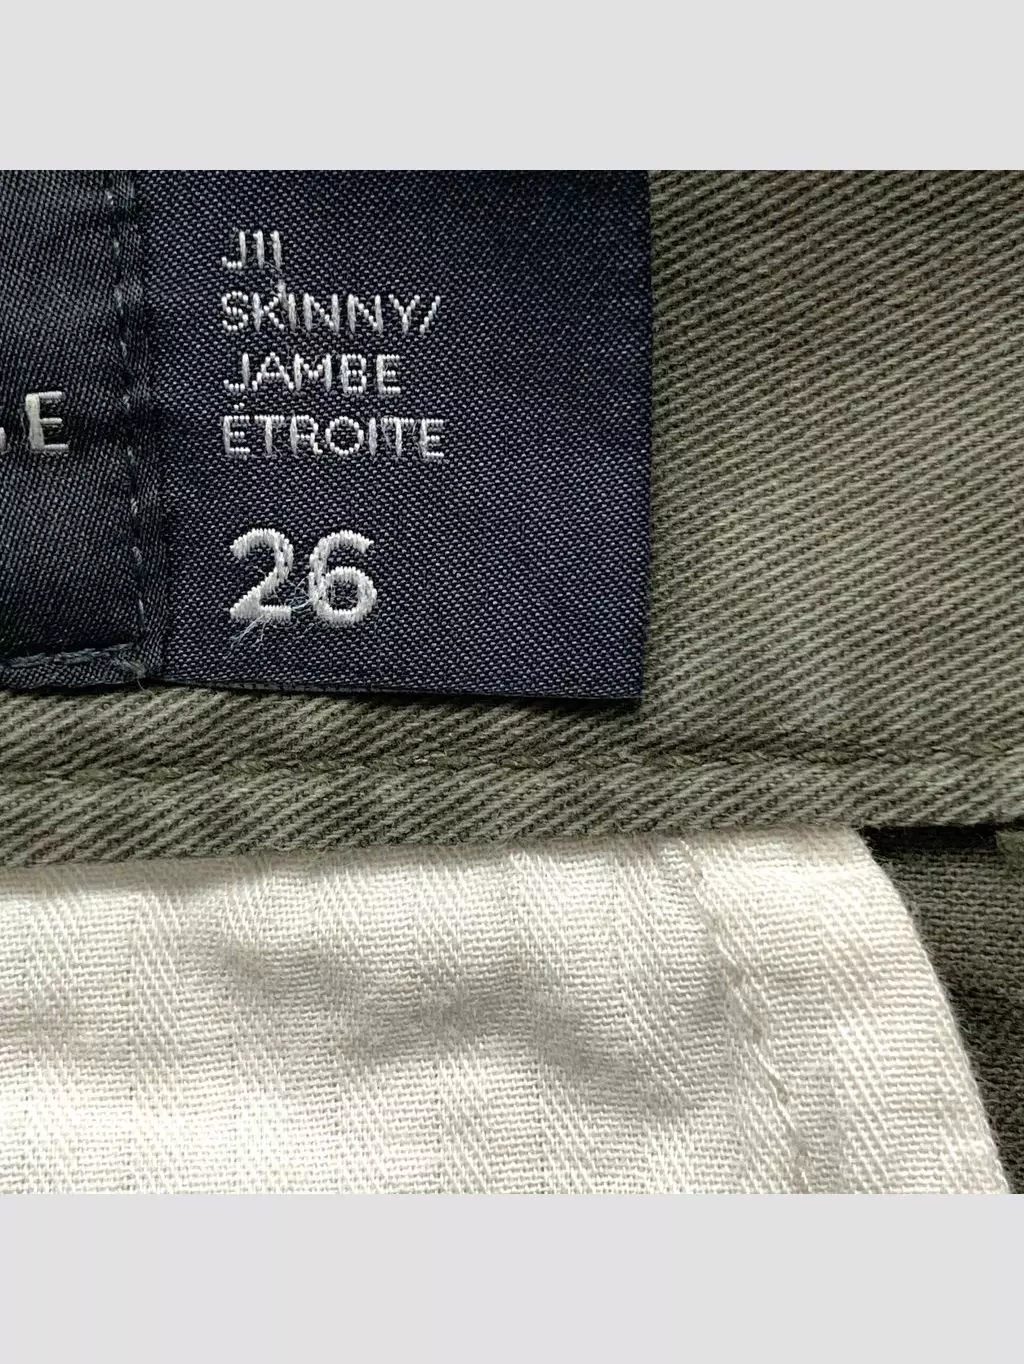 JII
SKINNY/
JAMBE
ÉTROITE
E
26